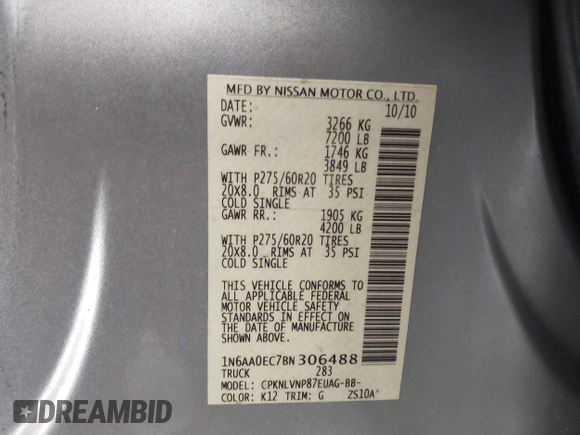 MFD BY NISSAN MOTOR CO., LTD.
DATE: 10/10
GVWR: 3266 KG
7200 LB
GAWR FR.: 1746 KG
3849 LB
WITH P275/60R20 TIRES
20X8.0 RIMS AT 35 PSI
COLD SINGLE
GAWR RR.: 1905 KG
4200 LB
WITH P275/60R20 TIRES
20X8.0 RIMS AT 35 PSI
COLD SINGLE
THIS VEHICLE CONFORMS TO
ALL APPLICABLE FEDERAL
MOTOR VEHICLE SAFETY
STANDARDS IN EFFECT ON
THE DATE OF MANUFACTURE
SHOWN ABOVE.
1N6AA0EC7BN306488
TRUCK 283
MODEL: CPKNLVNP87EUAG-BB-
COLOR: K12 TRIM: G ZS10A
DREAMBID